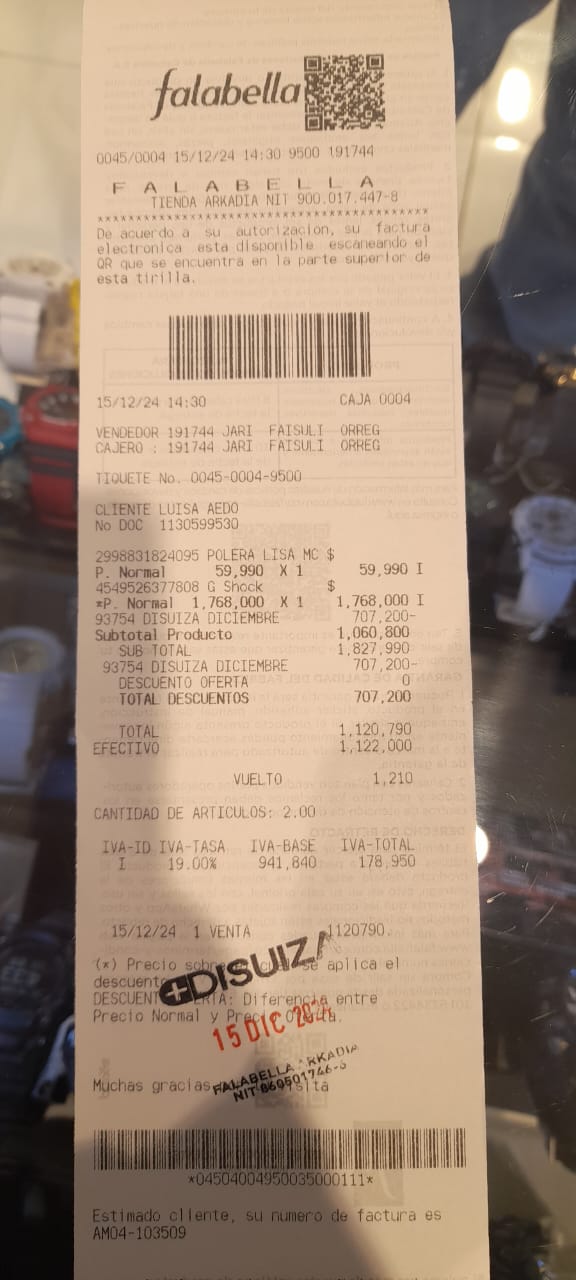 falabella
0045/0004 15/12/24 14:30 9500 191744
F A L A B E L L A
TIENDA ARKADIA NIT 900.017.447-8
******************************************
De acuerdo a su autorizacion, su factura
electronica esta disponible escaneando el
QR que se encuentra en la parte superior de
esta tirilla.
15/12/24 14:30 CAJA 0004
VENDEDOR 191744 JARI FAISULI ORREG
CAJERO : 191744 JARI FAISULI ORREG
TIQUETE No. 0045-0004-9500
CLIENTE LUISA AEDO
No DOC 1130599530
2998831824095 POLERA LISA MC $
P. Normal 59,990 X 1 59,990 I
4549526377808 G Shock $
*P. Normal 1,768,000 X 1 1,768,000 I
93754 DISUIZA DICIEMBRE 707,200-
Subtotal Producto 1,060,800
SUB TOTAL 1,827,990
93754 DISUIZA DICIEMBRE 707,200-
DESCUENTO OFERTA 0
TOTAL DESCUENTOS 707,200
TOTAL 1,120,790
EFECTIVO 1,122,000
VUELTO 1,210
CANTIDAD DE ARTICULOS: 2.00
IVA-ID IVA-TASA IVA-BASE IVA-TOTAL
I 19.00% 941,840 178,950
15/12/24 1 VENTA 1120790.
(*) Precio sobre se aplica el
descuento
DISUIZA
DESCUENT Diferencia entre
Precio Normal y Precio
15 DIC 2024
Muchas gracias
FALABELLA ARKADIA
NIT 860501746-5
*04504004950035000111*
Estimado cliente, su numero de factura es
AM04-103509